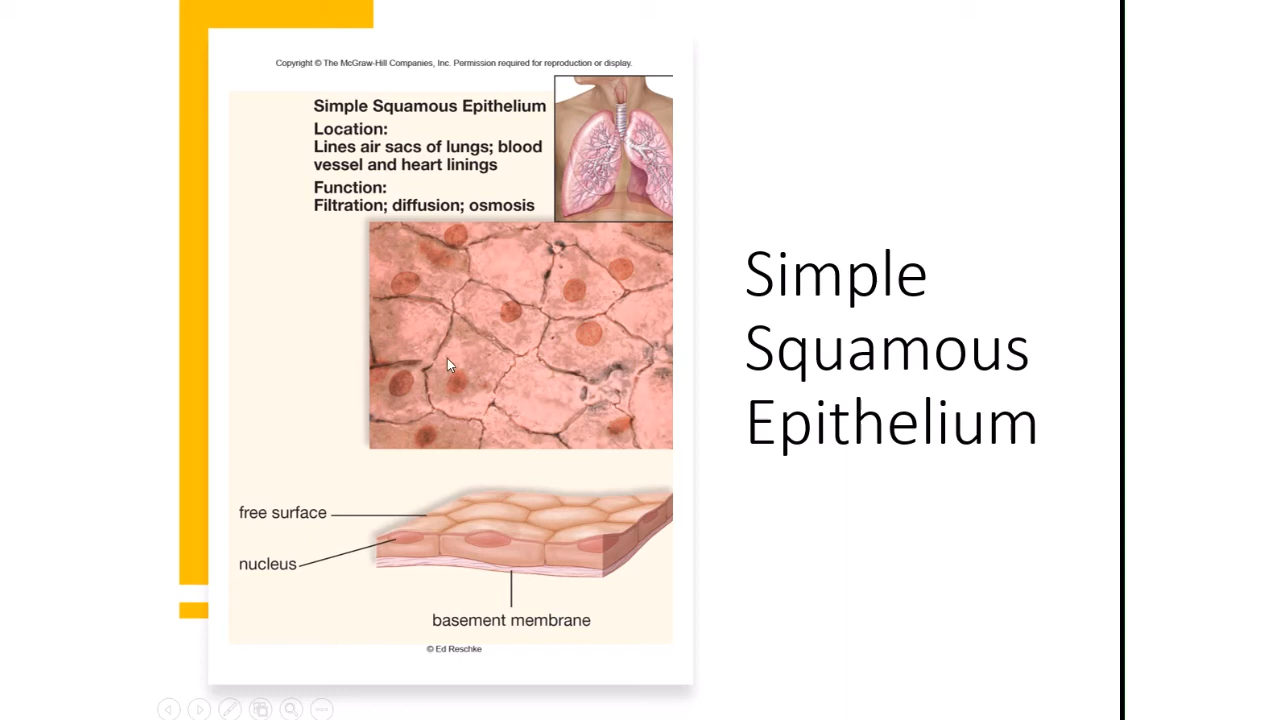 Copyright © The McGraw-Hill Companies, Inc. Permission required for reproduction or display.
Simple Squamous Epithelium
Location:
Lines air sacs of lungs; blood
vessel and heart linings
Function:
Filtration; diffusion; osmosis
free surface
nucleus
basement membrane
© Ed Reschke
Simple
Squamous
Epithelium